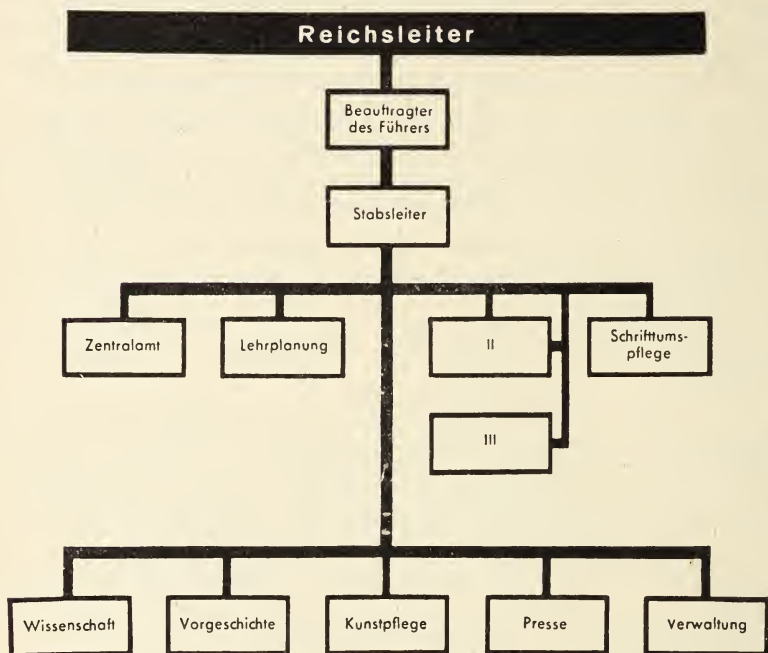 Reichsleiter
Beauftragter
des Führers
Stabsleiter
Zentralamt
Lehrplanung
II
Schrifttums-
pflege
III
Wissenschaft
Vorgeschichte
Kunstpflege
Presse
Verwaltung